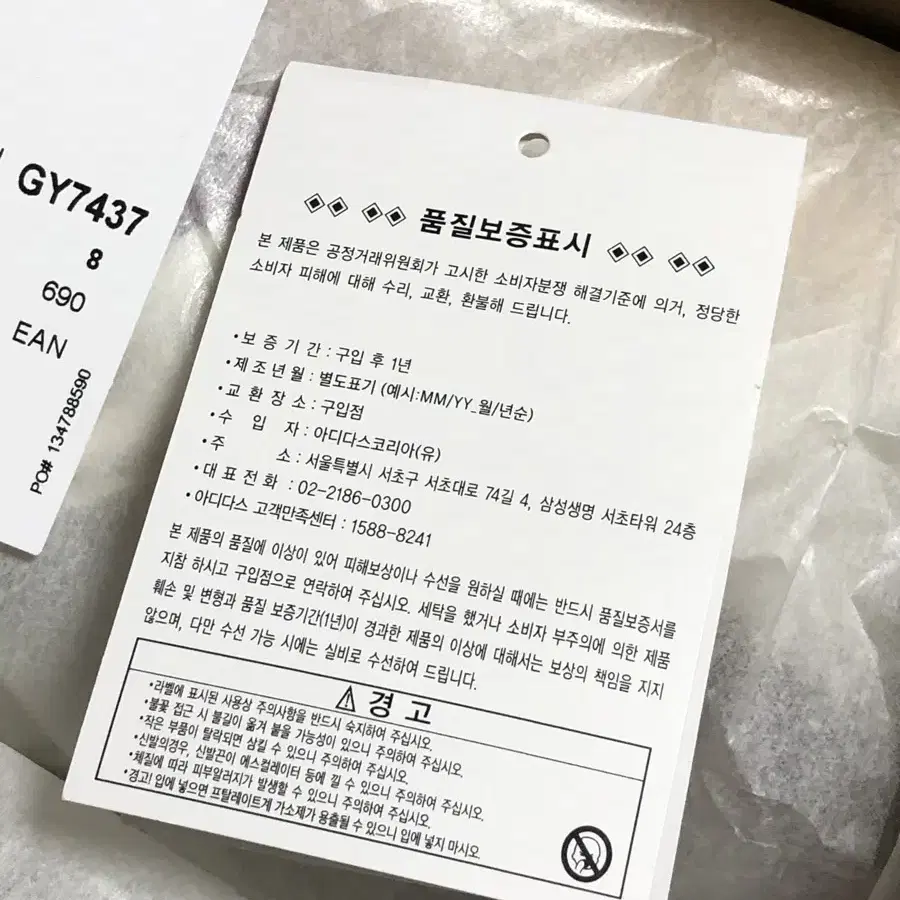 GY7437
8
690
EAN
PO# 134788590
품질보증표시
본 제품은 공정거래위원회가 고시한 소비자분쟁 해결기준에 의거, 정당한
소비자 피해에 대해 수리, 교환, 환불해 드립니다.
•보 증 기 간 : 구입 후 1년
•제 조 년 월 : 별도표기 (예시:MM/YY_월/년순)
•교 환 장 소 : 구입점
•수 입 자 : 아디다스코리아(유)
•주 소 : 서울특별시 서초구 서초대로 74길 4, 삼성생명 서초타워 24층
•대 표 전 화 : 02-2186-0300
•아디다스 고객만족센터 : 1588-8241
본 제품의 품질에 이상이 있어 피해보상이나 수선을 원하실 때에는 반드시 품질보증서를
지참 하시고 구입점으로 연락하여 주십시오. 세탁을 했거나 소비자 부주의에 의한 제품
훼손 및 변형과 품질 보증기간(1년)이 경과한 제품의 이상에 대해서는 보상의 책임을 지지
않으며, 다만 수선 가능 시에는 실비로 수선하여 드립니다.
경 고
•라벨에 표시된 사용상 주의사항을 반드시 숙지하여 주십시오.
•불꽃 접근 시 불길이 옮겨 붙을 가능성이 있으니 주의하여 주십시오.
•작은 부품이 탈락되면 삼킬 수 있으니 주의하여 주십시오.
•신발의경우, 신발끈이 에스컬레이터 등에 낄 수 있으니 주의하여 주십시오.
•체질에 따라 피부알러지가 발생할 수 있으니 주의하여 주십시오.
•경고! 입에 넣으면 프탈레이트계 가소제가 용출될 수 있으니 입에 넣지 마시오.